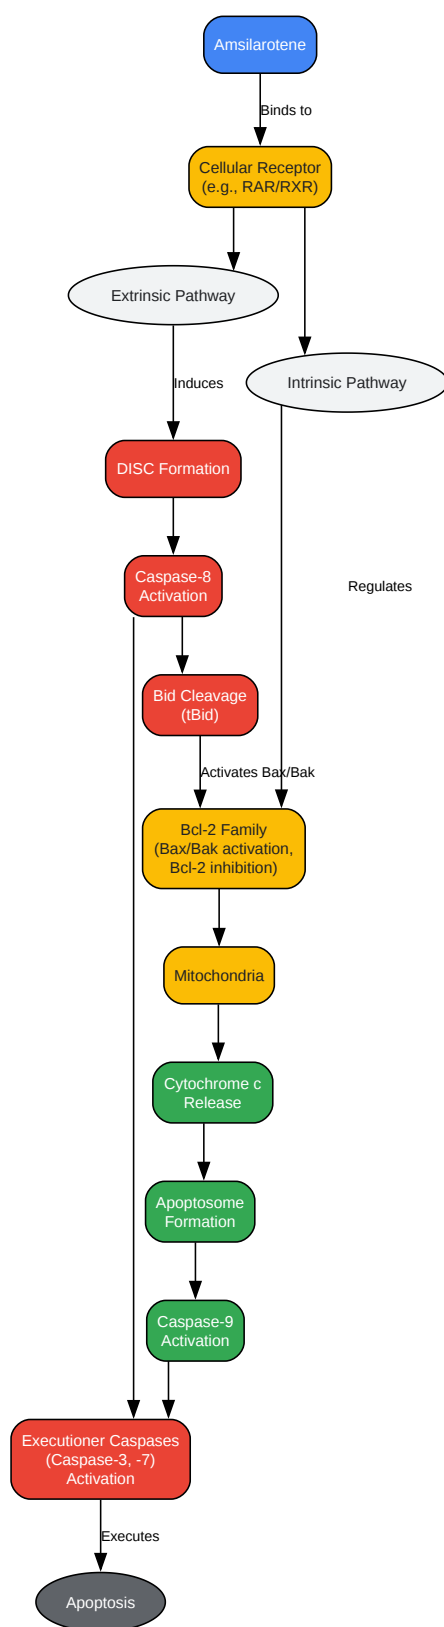 Amsilarotene
Binds to
Cellular Receptor
(e.g., RAR/RXR)
Extrinsic Pathway
Intrinsic Pathway
Induces
DISC Formation
Caspase-8
Activation
Regulates
Bid Cleavage
(tBid)
Activates Bax/Bak
Bcl-2 Family
(Bax/Bak activation,
Bcl-2 inhibition)
Mitochondria
Cytochrome c
Release
Apoptosome
Formation
Caspase-9
Activation
Executioner Caspases
(Caspase-3, -7)
Activation
Executes
Apoptosis